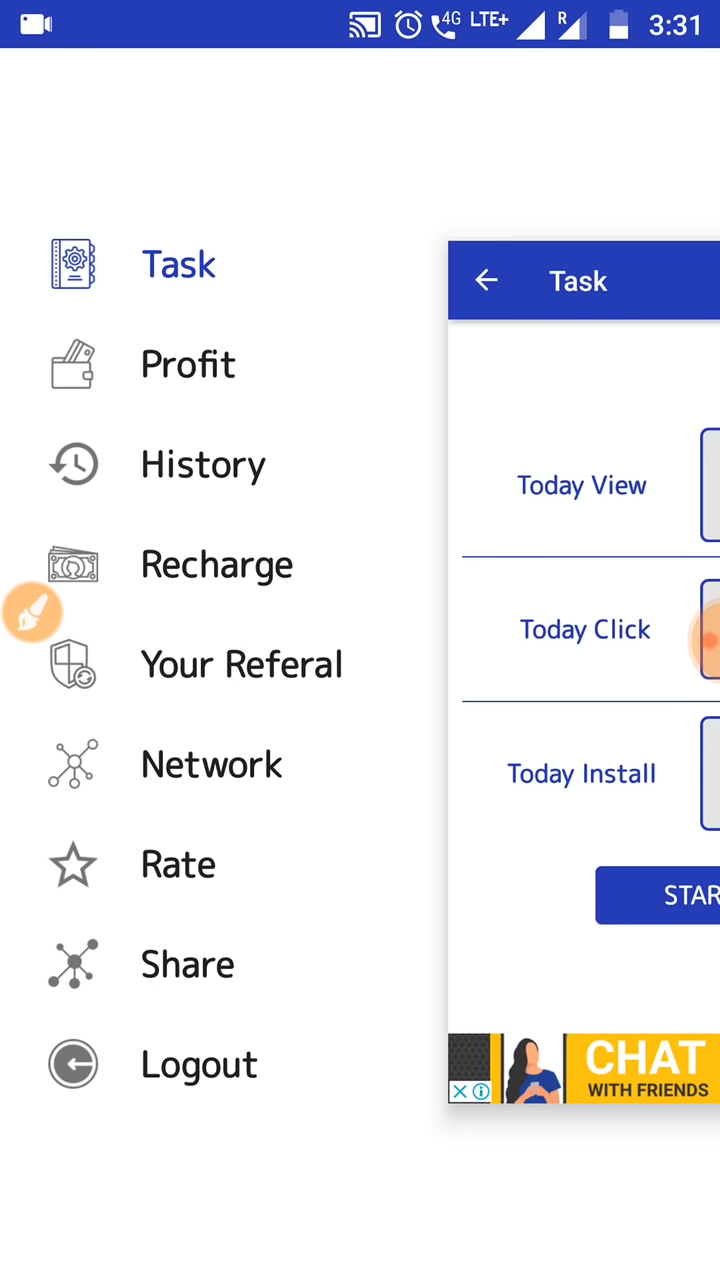 4G LTE+ R 3:31
Task
Profit
History
Recharge
Your Referal
Network
Rate
Share
Logout
Task
Today View
Today Click
Today Install
STAR
CHAT
WITH FRIENDS